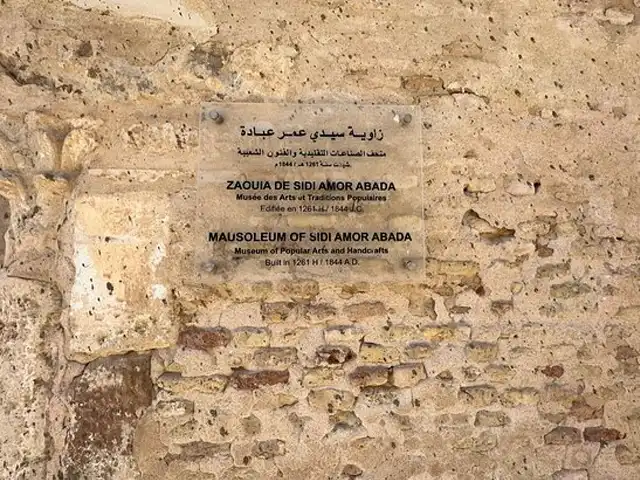 زاوية سيدي عمر عبادة
متحف الصناعات التقليدية والفنون الشعبية
شيدت سنة 1261 هـ / 1844 م
ZAOUIA DE SIDI AMOR ABADA
Musée des Arts et Traditions Populaires
Edifiée en 1261 H / 1844 J.C.
MAUSOLEUM OF SIDI AMOR ABADA
Museum of Popular Arts and Handcrafts
Built in 1261 H / 1844 A.D.